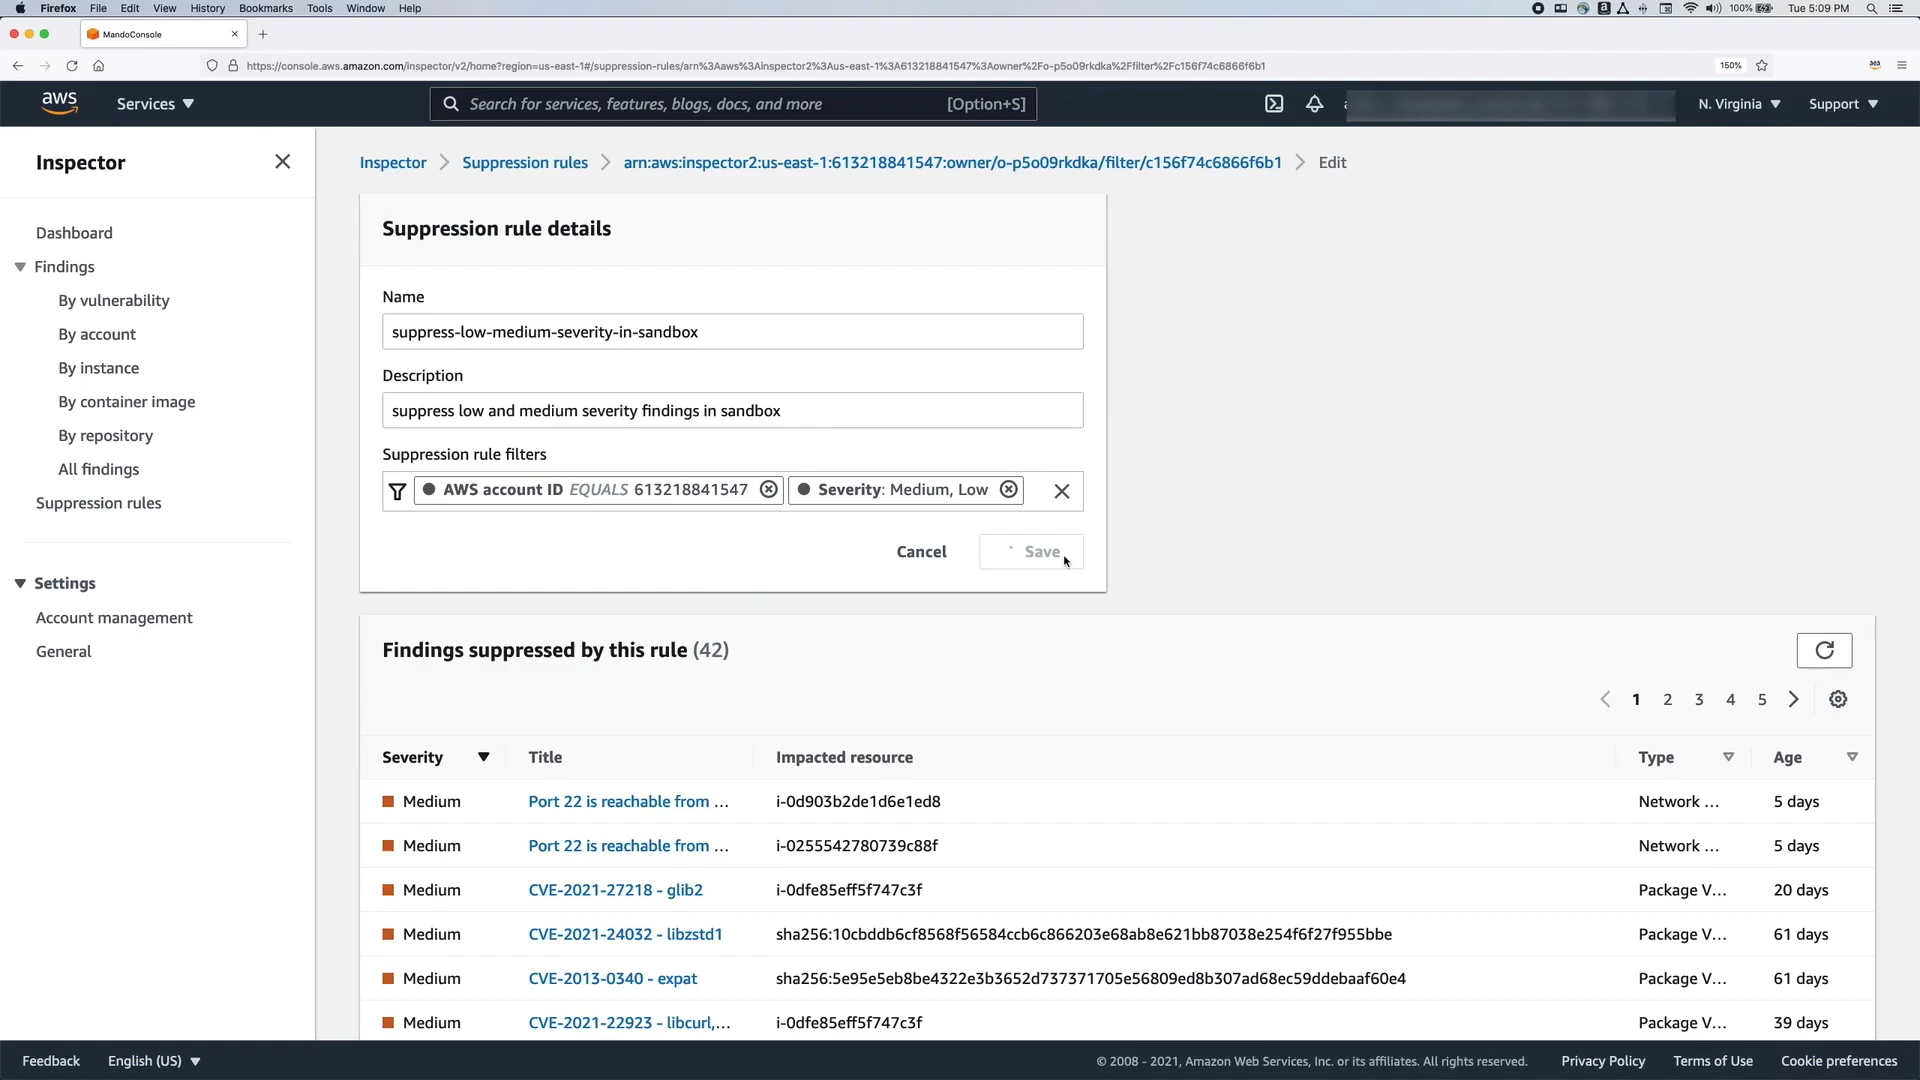 Firefox File Edit View History Bookmarks Tools Window Help 100% Tue 5:09 PM
MandoConsole
https://console.aws.amazon.com/inspector/v2/home?region=us-east-1#/suppression-rules/arn%3Aaws%3Ainspector2%3Aus-east-1%3A613218841547%3Aowner%2Fo-p5o09rkdka%2Ffilter%2Fc156f74c6866f6b1 150%
aws Services Search for services, features, blogs, docs, and more [Option+S] N. Virginia Support
Inspector
Dashboard
Findings
By vulnerability
By account
By instance
By container image
By repository
All findings
Suppression rules
Settings
Account management
General
Inspector Suppression rules arn:aws:inspector2:us-east-1:613218841547:owner/o-p5o09rkdka/filter/c156f74c6866f6b1 Edit
Suppression rule details
Name
suppress-low-medium-severity-in-sandbox
Description
suppress low and medium severity findings in sandbox
Suppression rule filters
AWS account ID EQUALS 613218841547 Severity: Medium, Low
Cancel Save
Findings suppressed by this rule (42)
1 2 3 4 5
Severity Title Impacted resource Type Age
Medium Port 22 is reachable from ... i-0d903b2de1d6e1ed8 Network ... 5 days
Medium Port 22 is reachable from ... i-0255542780739c88f Network ... 5 days
Medium CVE-2021-27218 - glib2 i-0dfe85eff5f747c3f Package V... 20 days
Medium CVE-2021-24032 - libzstd1 sha256:10cbddb6cf8568f56584ccb6c866203e68ab8e621bb87038e254f6f27f955bbe Package V... 61 days
Medium CVE-2013-0340 - expat sha256:5e95e5eb8be4322e3b3652d737371705e56809ed8b307ad68ec59ddebaaf60e4 Package V... 61 days
Medium CVE-2021-22923 - libcurl,... i-0dfe85eff5f747c3f Package V... 39 days
Feedback English (US) © 2008 - 2021, Amazon Web Services, Inc. or its affiliates. All rights reserved. Privacy Policy Terms of Use Cookie preferences